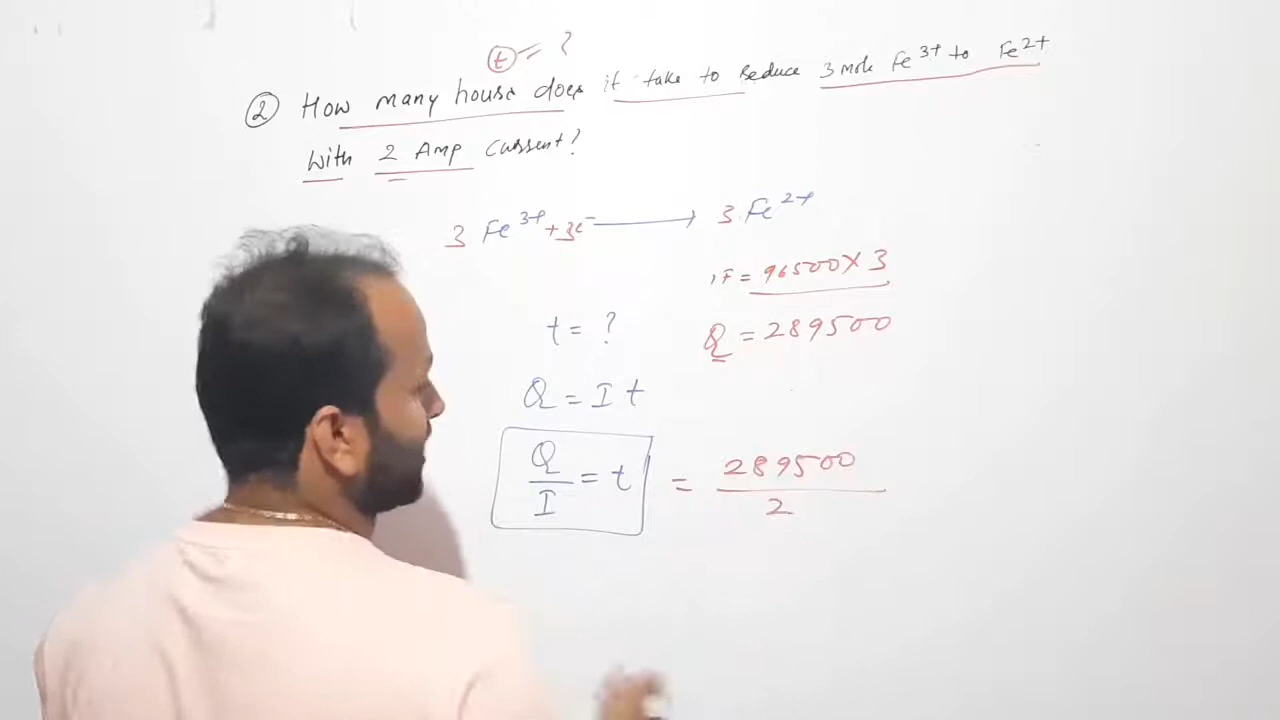 t = ?
② How many house does it take to reduce 3 mole Fe³⁺ to Fe²⁺
with 2 Amp current?
3 Fe³⁺ + 3e⁻ ⟶ 3 Fe²⁺
1F = 96500 × 3
t = ? Q = 289500
Q = I t
Q/I = t = 289500/2